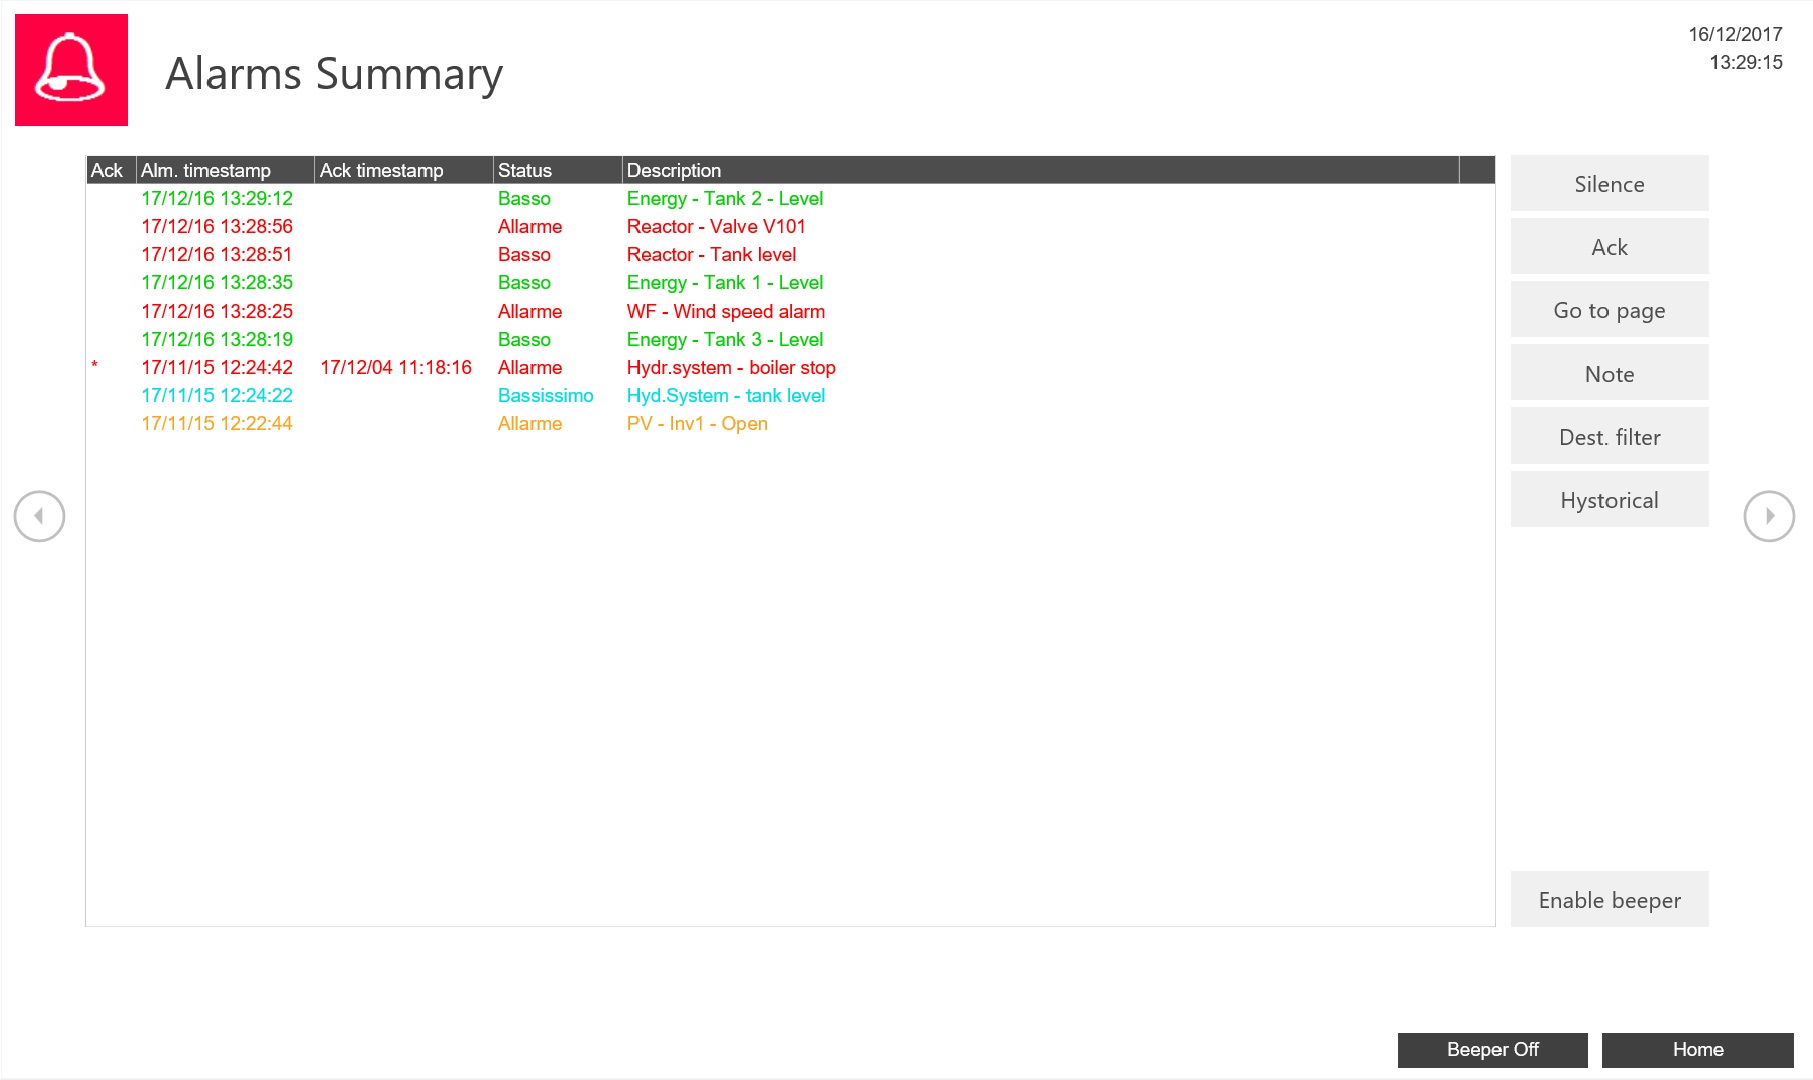 16/12/2017
13:29:15
Alarms Summary
Ack Alm. timestamp Ack timestamp Status Description
17/12/16 13:29:12 Basso Energy - Tank 2 - Level
17/12/16 13:28:56 Allarme Reactor - Valve V101
17/12/16 13:28:51 Basso Reactor - Tank level
17/12/16 13:28:35 Basso Energy - Tank 1 - Level
17/12/16 13:28:25 Allarme WF - Wind speed alarm
17/12/16 13:28:19 Basso Energy - Tank 3 - Level
* 17/11/15 12:24:42 17/12/04 11:18:16 Allarme Hydr.system - boiler stop
17/11/15 12:24:22 Bassissimo Hyd.System - tank level
17/11/15 12:22:44 Allarme PV - Inv1 - Open
Silence
Ack
Go to page
Note
Dest. filter
Hystorical
Enable beeper
Beeper Off
Home